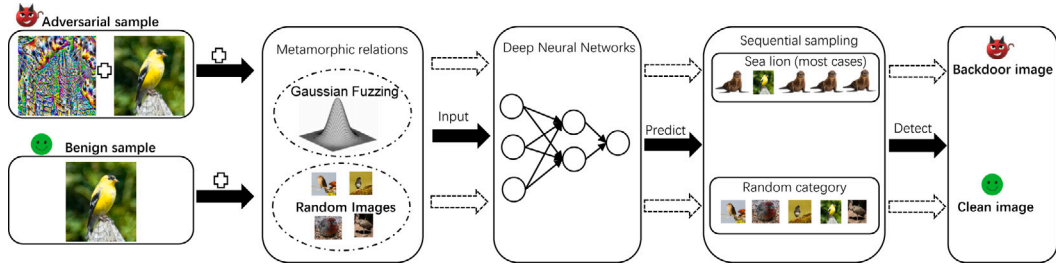 Adversarial sample
Benign sample
Metamorphic relations
Gaussian Fuzzing
Random Images
Input
Deep Neural Networks
Predict
Sequential sampling
Sea lion (most cases)
Random category
Detect
Backdoor image
Clean image